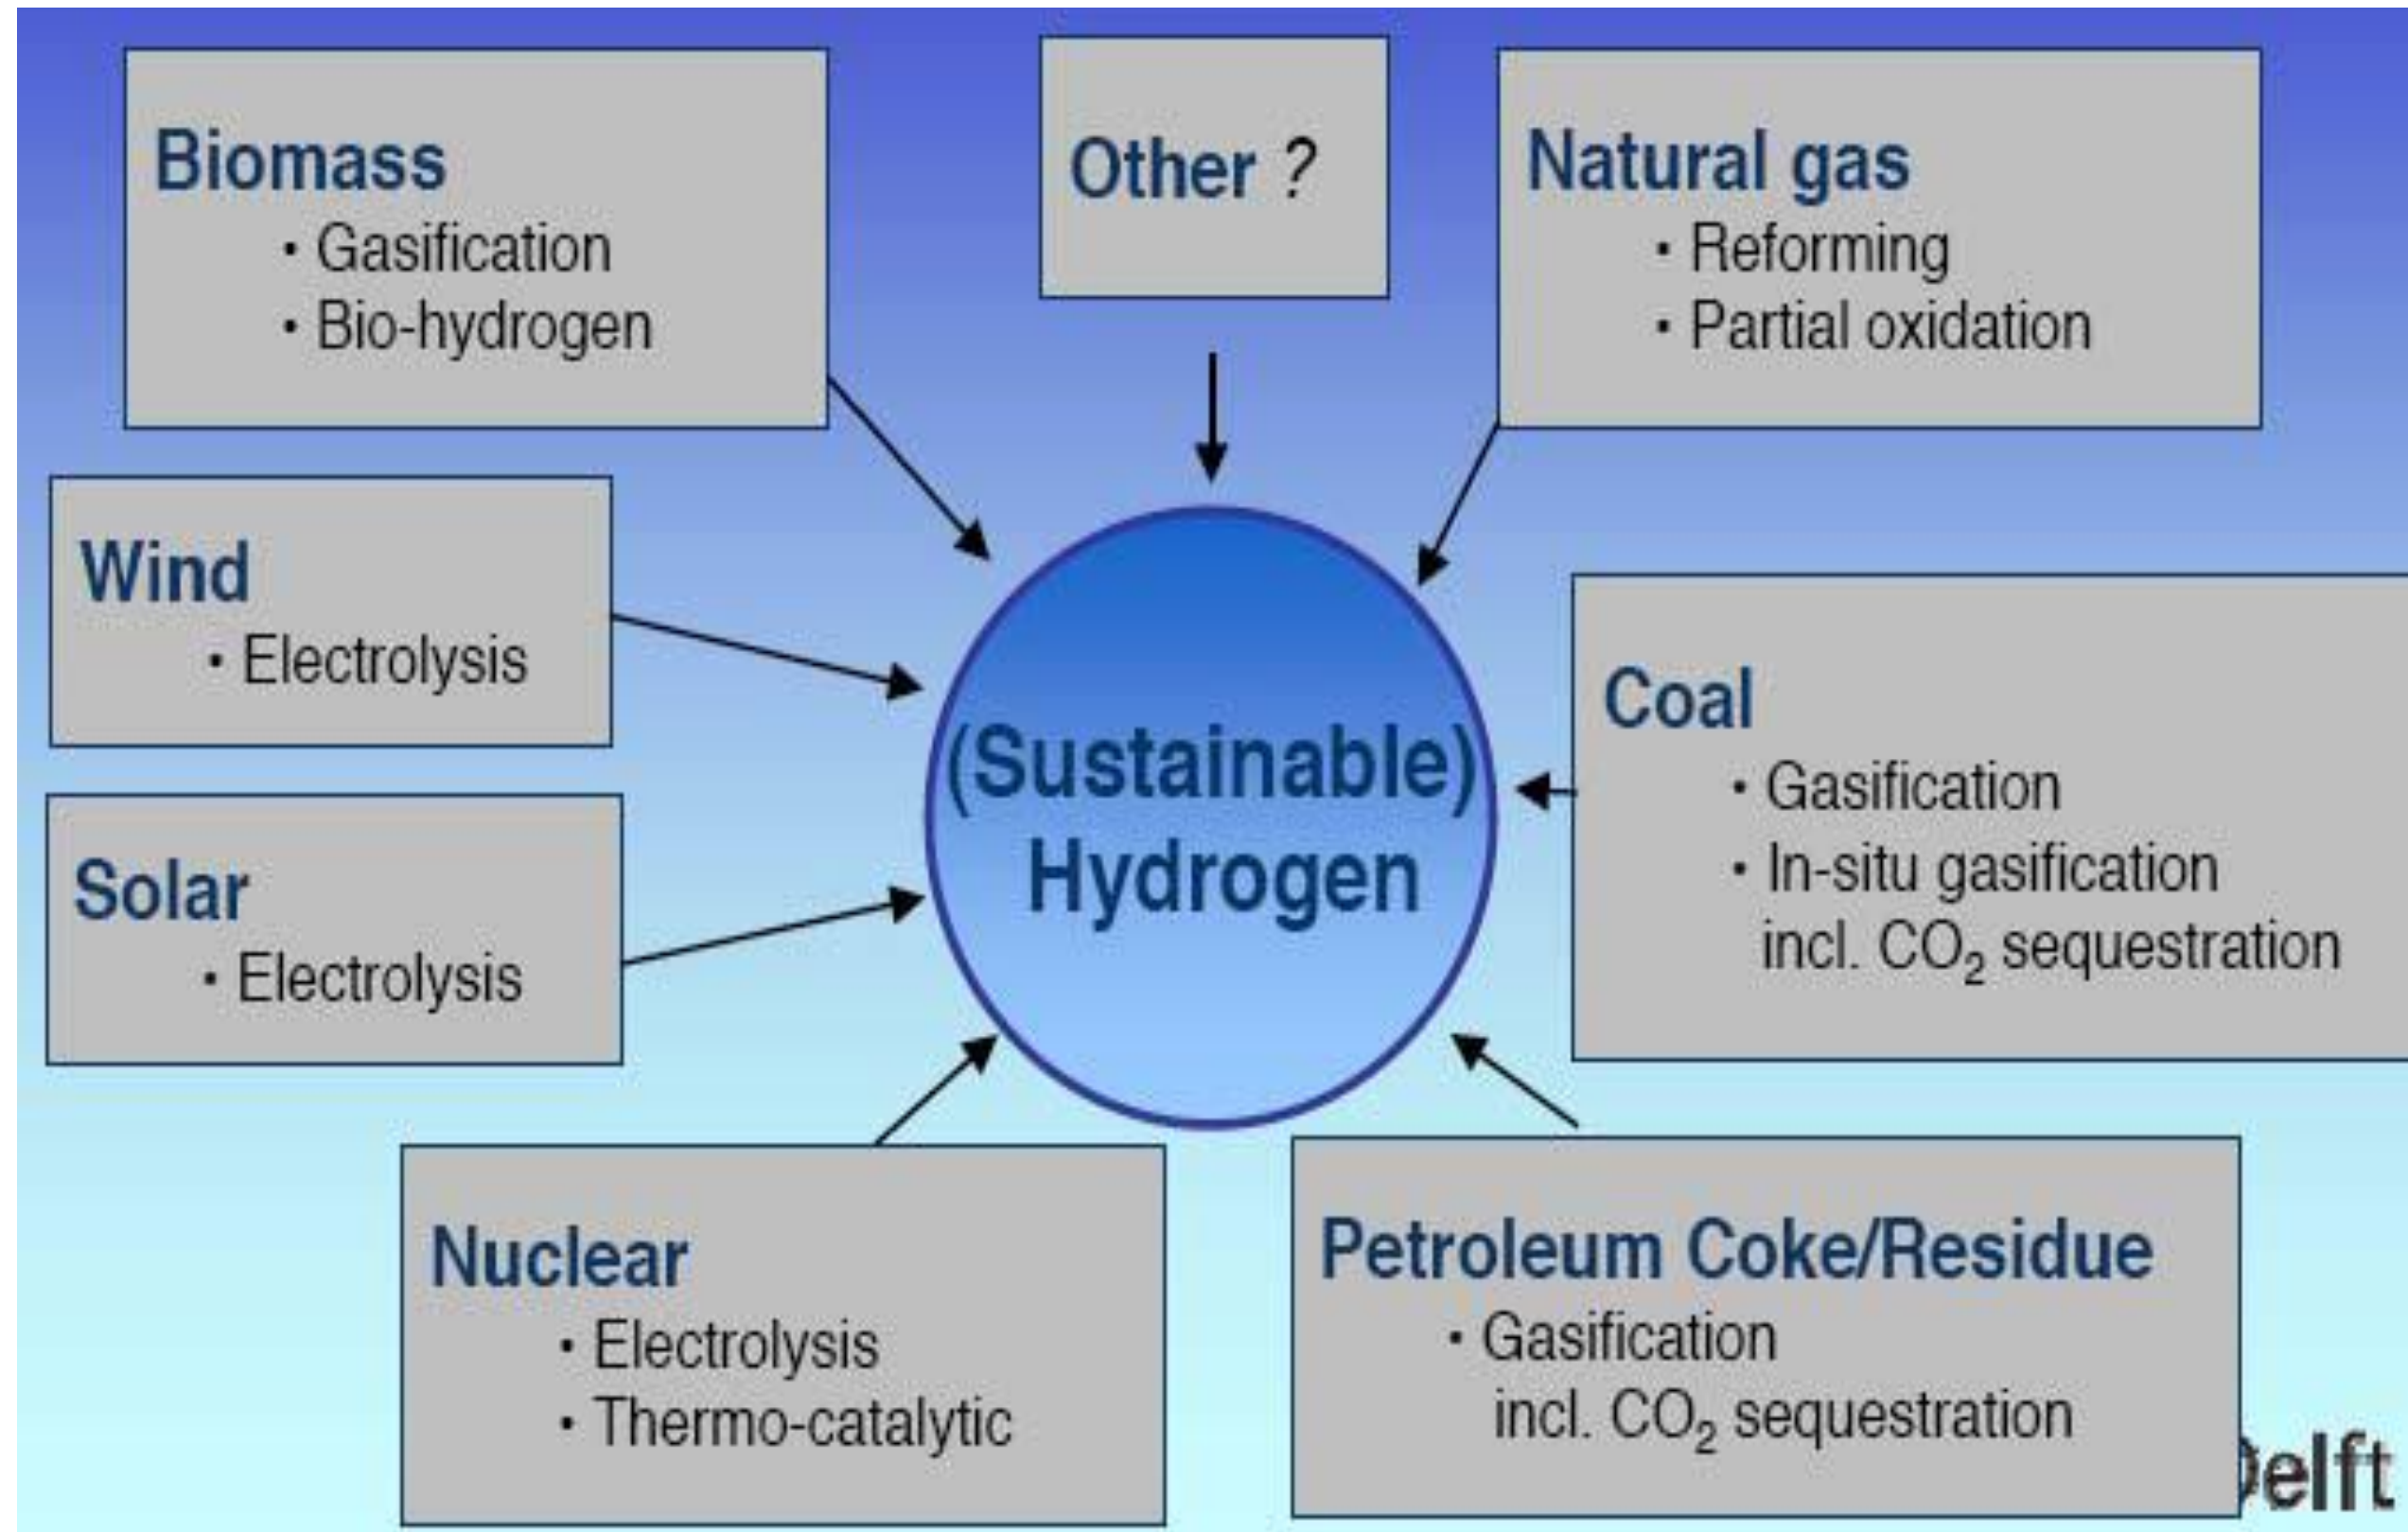 Biomass
• Gasification
• Bio-hydrogen
Other ?
Natural gas
• Reforming
• Partial oxidation
Wind
• Electrolysis
(Sustainable)
Hydrogen
Coal
• Gasification
• In-situ gasification
incl. CO₂ sequestration
Solar
• Electrolysis
Nuclear
• Electrolysis
• Thermo-catalytic
Petroleum Coke/Residue
• Gasification
incl. CO₂ sequestration
Delft